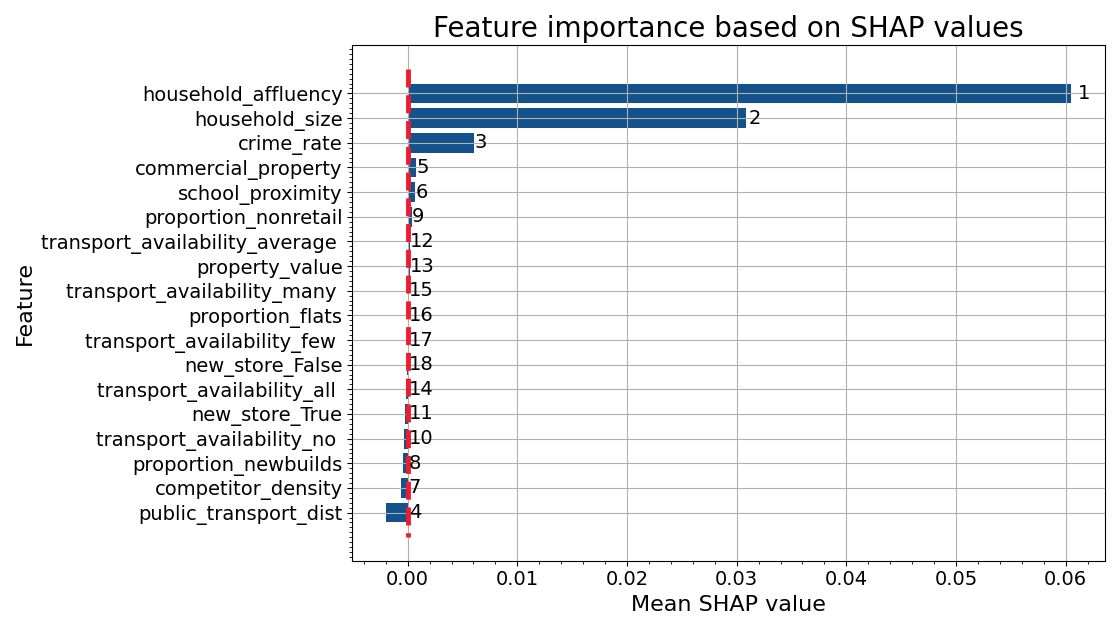 Feature importance based on SHAP values
household_affluency 1
household_size 2
crime_rate 3
commercial_property 5
school_proximity 6
proportion_nonretail 9
transport_availability_average 12
property_value 13
transport_availability_many 15
proportion_flats 16
transport_availability_few 17
new_store_False 18
transport_availability_all 14
new_store_True 11
transport_availability_no 10
proportion_newbuilds 8
competitor_density 7
public_transport_dist 4
Feature
0.00 0.01 0.02 0.03 0.04 0.05 0.06
Mean SHAP value